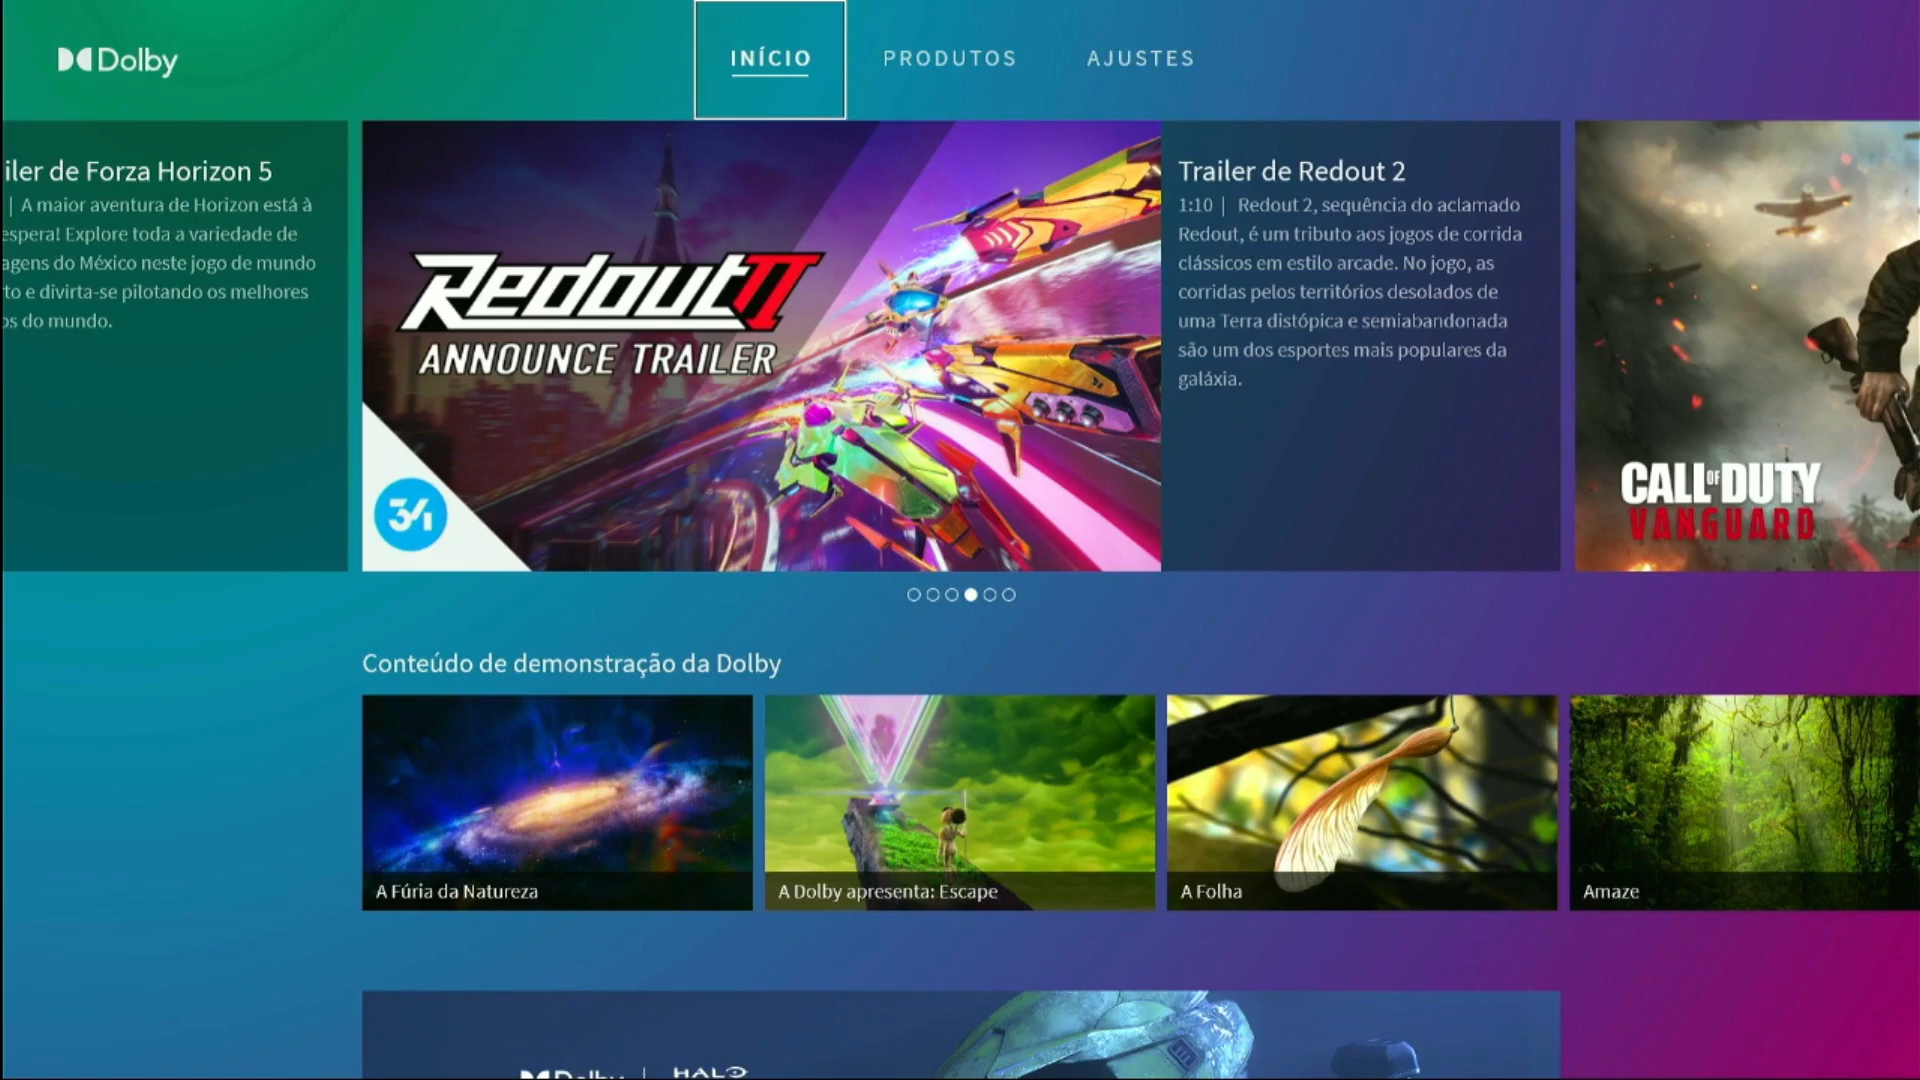 Dolby
INÍCIO
PRODUTOS
AJUSTES
iler de Forza Horizon 5
| A maior aventura de Horizon está à
espera! Explore toda a variedade de
agens do México neste jogo de mundo
to e divirta-se pilotando os melhores
os do mundo.
Redout II
ANNOUNCE TRAILER
34
Trailer de Redout 2
1:10 | Redout 2, sequência do aclamado
Redout, é um tributo aos jogos de corrida
clássicos em estilo arcade. No jogo, as
corridas pelos territórios desolados de
uma Terra distópica e semiabandonada
são um dos esportes mais populares da
galáxia.
CALL OF DUTY
VANGUARD
Conteúdo de demonstração da Dolby
A Fúria da Natureza
A Dolby apresenta: Escape
A Folha
Amaze
Dolby | HALO